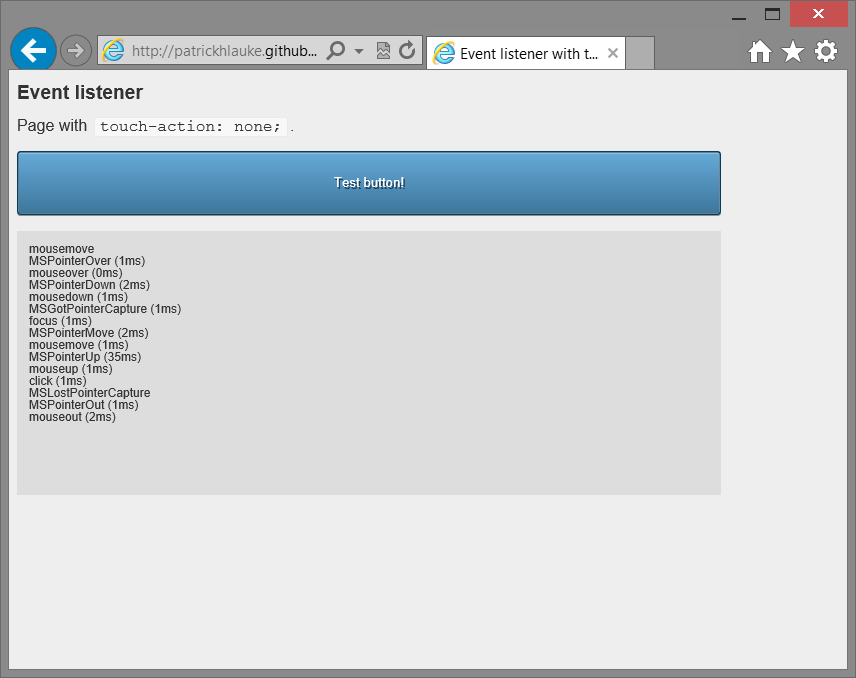 http://patrickhlauke.github...
Event listener with t...
Event listener
Page with touch-action: none; .
Test button!
mousemove
MSPointerOver (1ms)
mouseover (0ms)
MSPointerDown (2ms)
mousedown (1ms)
MSGotPointerCapture (1ms)
focus (1ms)
MSPointerMove (2ms)
mousemove (1ms)
MSPointerUp (35ms)
mouseup (1ms)
click (1ms)
MSLostPointerCapture
MSPointerOut (1ms)
mouseout (2ms)